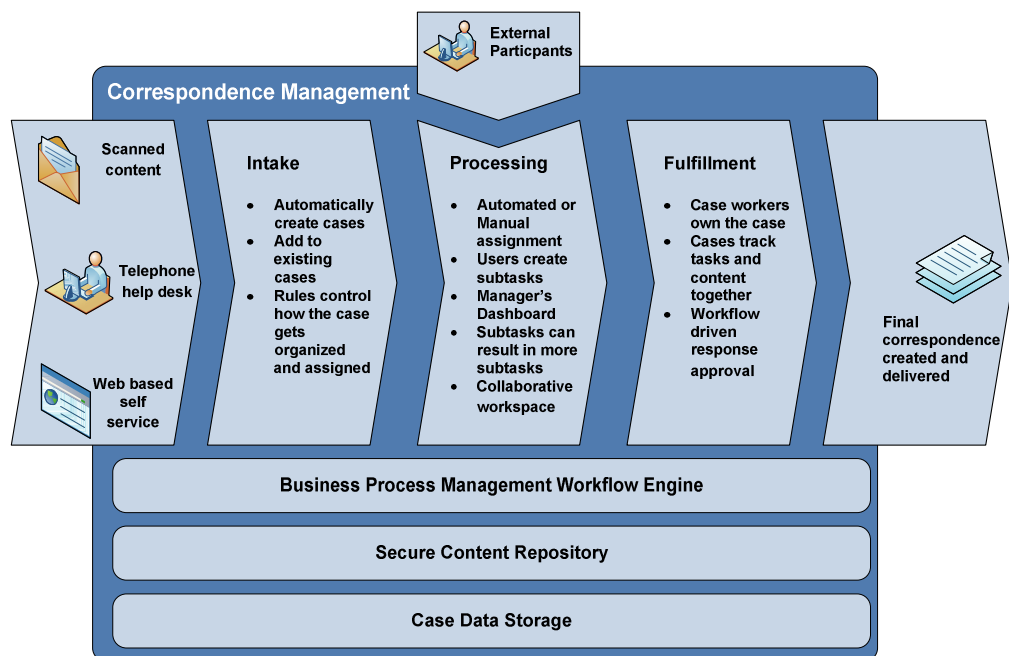 External
Particpants
Correspondence Management
Scanned
content
Telephone
help desk
Web based
self
service
Intake
• Automatically
create cases
• Add to
existing
cases
• Rules control
how the case
gets
organized
and assigned
Processing
• Automated or
Manual
assignment
• Users create
subtasks
• Manager's
Dashboard
• Subtasks can
result in more
subtasks
• Collaborative
workspace
Fulfillment
• Case workers
own the case
• Cases track
tasks and
content
together
• Workflow
driven
response
approval
Final
correspondence
created and
delivered
Business Process Management Workflow Engine
Secure Content Repository
Case Data Storage